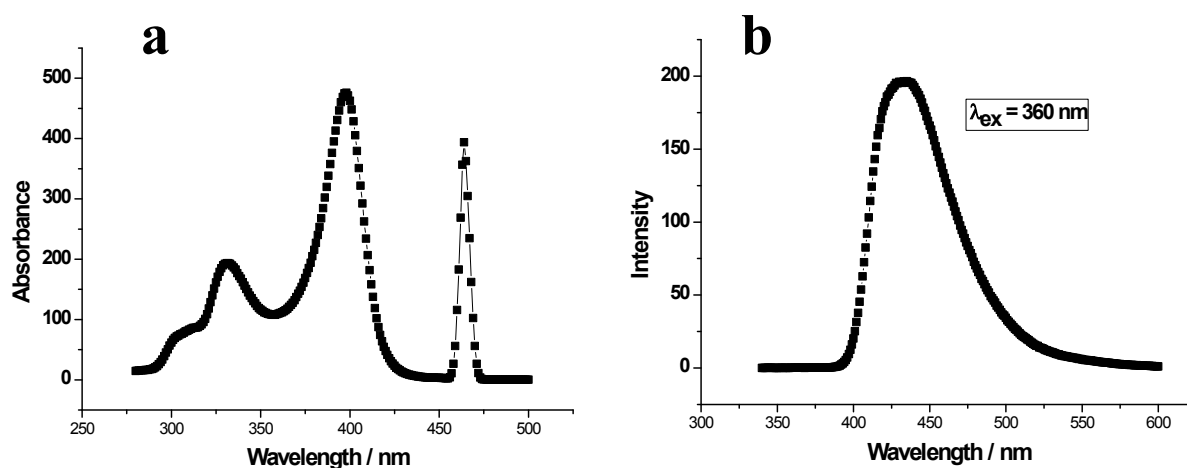 a
500
400
300
200
100
0
Absorbance
250 300 350 400 450 500
Wavelength / nm
b
200
150
100
50
0
Intensity
λex = 360 nm
300 350 400 450 500 550 600
Wavelength / nm